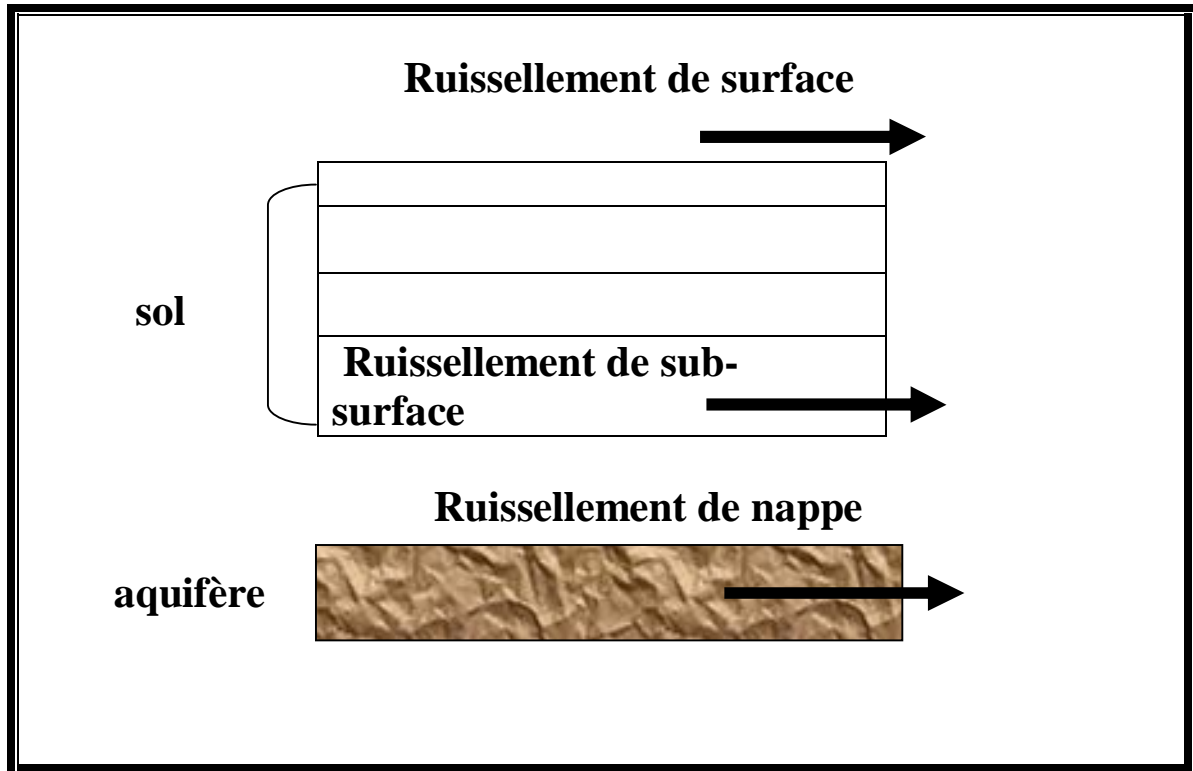 Ruissellement de surface
sol
Ruissellement de sub-
surface
Ruissellement de nappe
aquifère